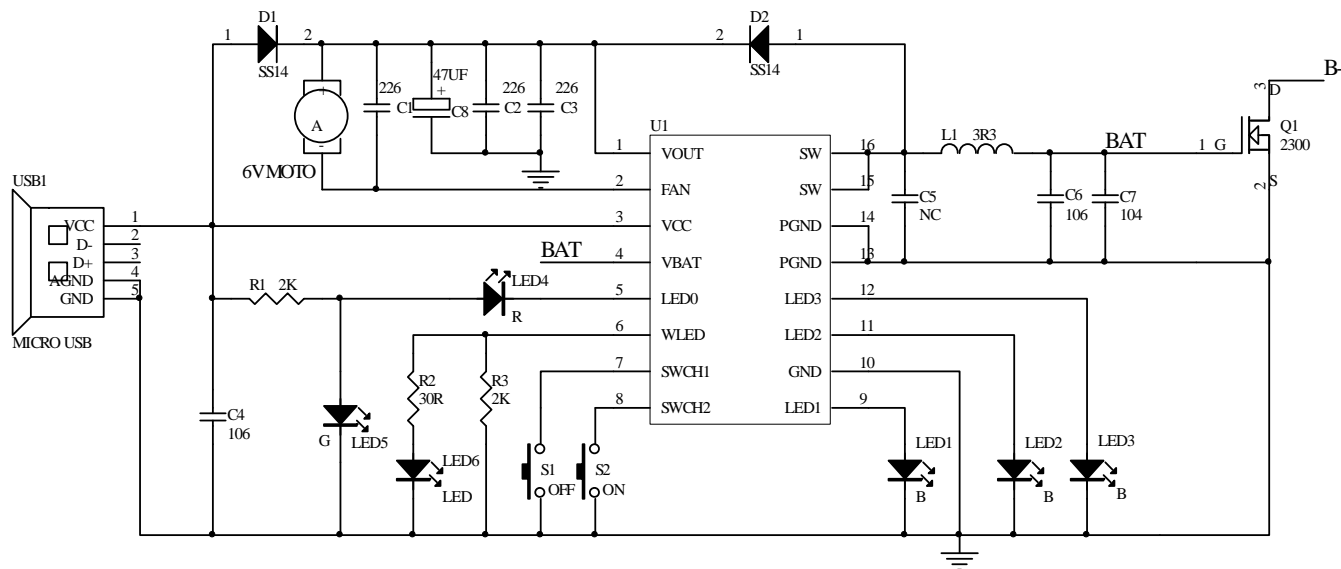 D1
1
2
SS14
D2
2
1
SS14
226
C1
47UF
+
C8
226
C2
226
C3
+
A
-
6V MOTO
U1
1 VOUT
2 FAN
3 VCC
4 VBAT
5 LED0
6 WLED
7 SWCH1
8 SWCH2
SW 16
SW 15
PGND 14
PGND 13
LED3 12
LED2 11
GND 10
LED1 9
L1 3R3
BAT
B-
3 D
1 G
Q1
2300
2 S
C5
NC
C6
106
C7
104
USB1
VCC 1
D- 2
D+ 3
AGND 4
GND 5
MICRO USB
BAT
R1 2K
LED4
R
R2
30R
R3
2K
C4
106
G
LED5
LED6
LED
S1
OFF
S2
ON
LED1
B
LED2
B
LED3
B